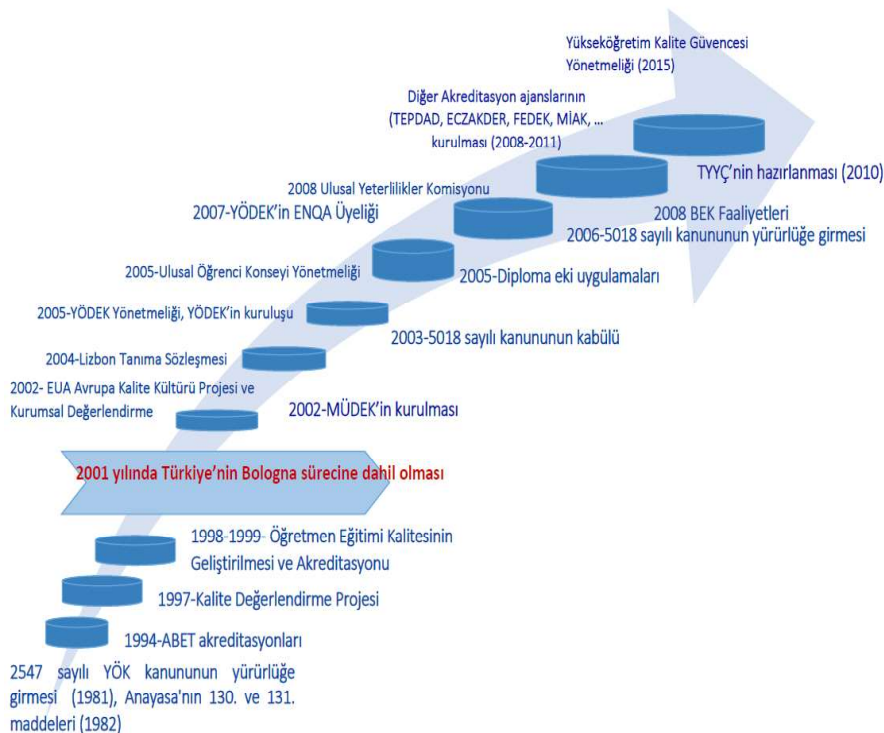 Yükseköğretim Kalite Güvencesi
Yönetmeliği (2015)
Diğer Akreditasyon ajanslarının
(TEPDAD, ECZAKDER, FEDEK, MİAK, ...
kurulması (2008-2011)
TYYÇ'nin hazırlanması (2010)
2008 Ulusal Yeterlilikler Komisyonu
2007-YÖDEK'in ENQA Üyeliği
2008 BEK Faaliyetleri
2006-5018 sayılı kanununun yürürlüğe girmesi
2005-Ulusal Öğrenci Konseyi Yönetmeliği
2005-Diploma eki uygulamaları
2005-YÖDEK Yönetmeliği, YÖDEK'in kuruluşu
2003-5018 sayılı kanununun kabülü
2004-Lizbon Tanıma Sözleşmesi
2002- EUA Avrupa Kalite Kültürü Projesi ve
Kurumsal Değerlendirme
2002-MÜDEK'in kurulması
2001 yılında Türkiye'nin Bologna sürecine dahil olması
1998-1999- Öğretmen Eğitimi Kalitesinin
Geliştirilmesi ve Akreditasyonu
1997-Kalite Değerlendirme Projesi
1994-ABET akreditasyonları
2547 sayılı YÖK kanununun yürürlüğe
girmesi (1981), Anayasa'nın 130. ve 131.
maddeleri (1982)